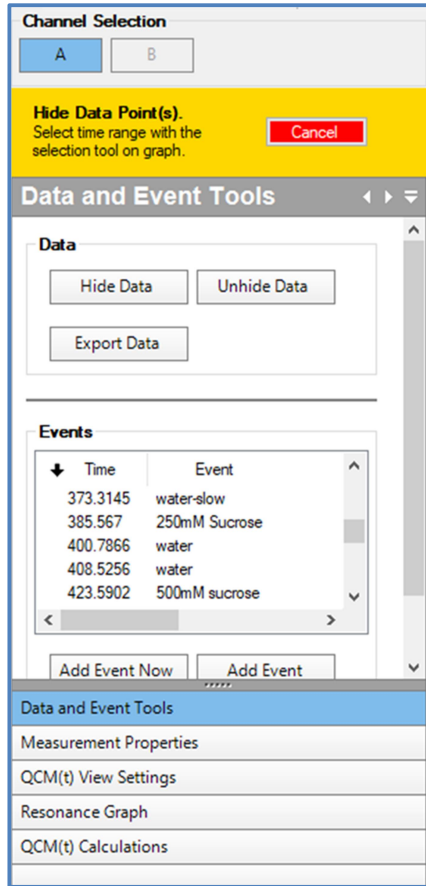 Channel Selection
A B
Hide Data Point(s).
Select time range with the
selection tool on graph.
Cancel
Data and Event Tools
Data
Hide Data Unhide Data
Export Data
Events
Time Event
373.3145 water-slow
385.567 250mM Sucrose
400.7866 water
408.5256 water
423.5902 500mM sucrose
Add Event Now Add Event
Data and Event Tools
Measurement Properties
QCM(t) View Settings
Resonance Graph
QCM(t) Calculations